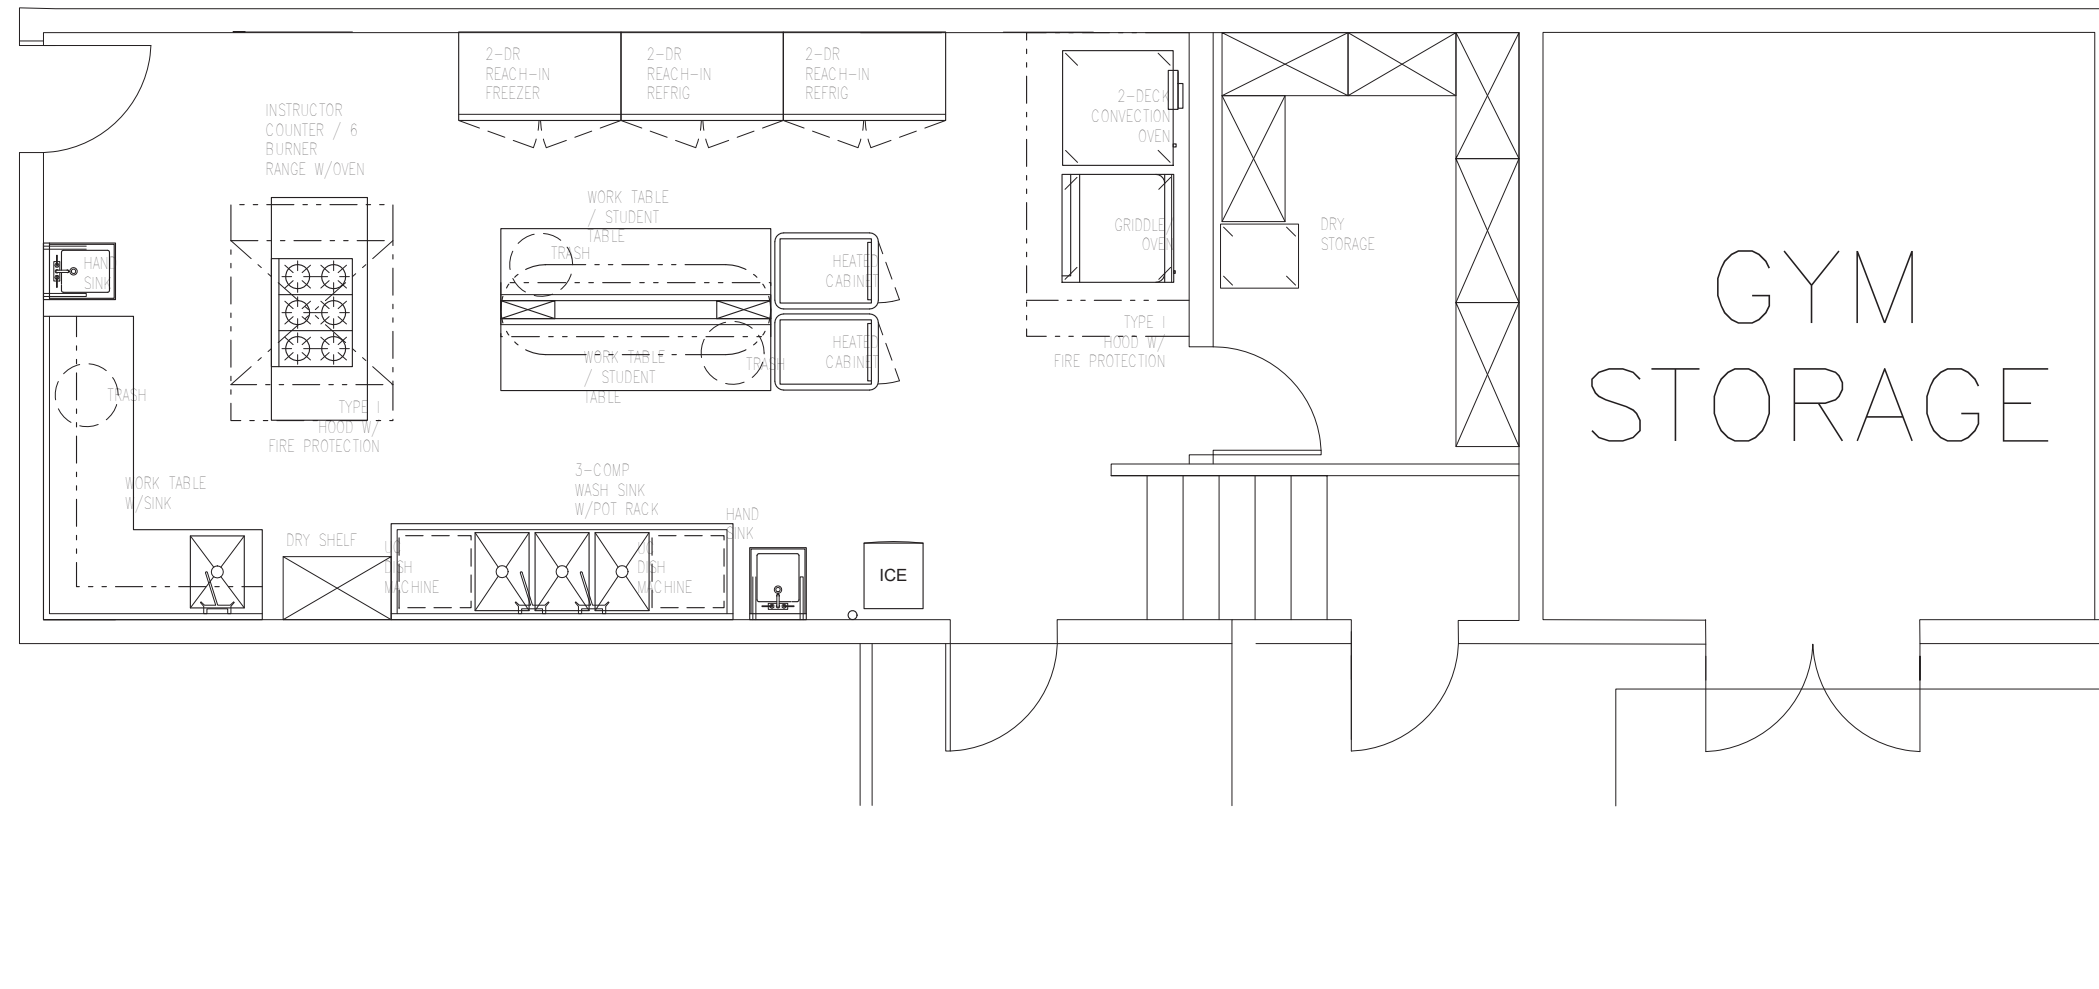 2-DR
REACH-IN
FREEZER
2-DR
REACH-IN
REFRIG
2-DR
REACH-IN
REFRIG
INSTRUCTOR
COUNTER / 6
BURNER
RANGE W/OVEN
2-DECK
CONVECTION
OVEN
WORK TABLE
/ STUDENT
TABLE
TRASH
HEATED
CABINET
GRIDDLE/
OVEN
DRY
STORAGE
GYM
STORAGE
HAND
SINK
HEATED
CABINET
TYPE I
HOOD W/
FIRE PROTECTION
WORK TABLE
/ STUDENT
TABLE
TRASH
TRASH
TYPE I
HOOD W/
FIRE PROTECTION
WORK TABLE
W/SINK
3-COMP
WASH SINK
W/POT RACK
HAND
SINK
DRY SHELF
UC
DISH
MACHINE
UC
DISH
MACHINE
ICE